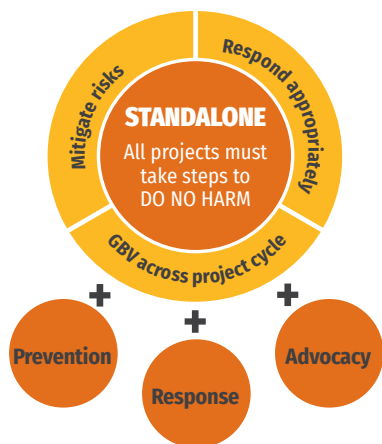 Mitigate risks
Respond appropriately
STANDALONE
All projects must
take steps to
DO NO HARM
GBV across project cycle
+
+
+
Prevention
Response
Advocacy